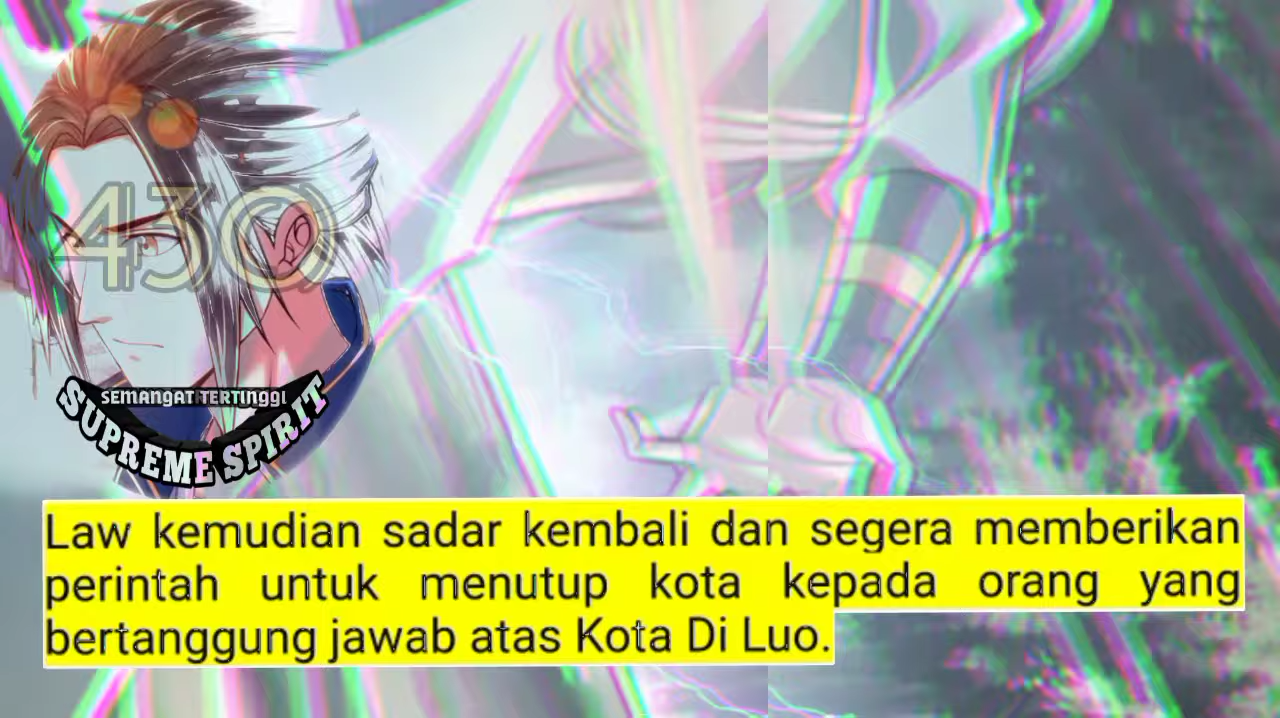 430
SEMANGAT TERTINGGI
SUPREME SPIRIT
Law kemudian sadar kembali dan segera memberikan
perintah untuk menutup kota kepada orang yang
bertanggung jawab atas Kota Di Luo.